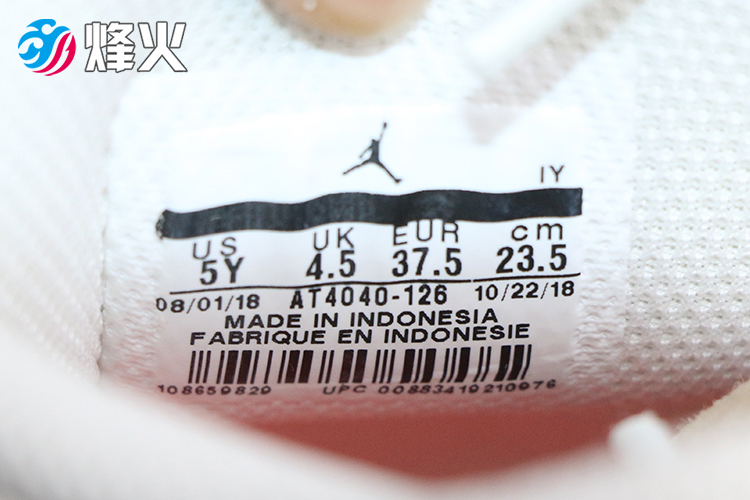 烽火
IY
US UK EUR cm
5Y 4.5 37.5 23.5
08/01/18 AT4040-126 10/22/18
MADE IN INDONESIA
FABRIQUE EN INDONESIE
108659829 UPC 00883419210976